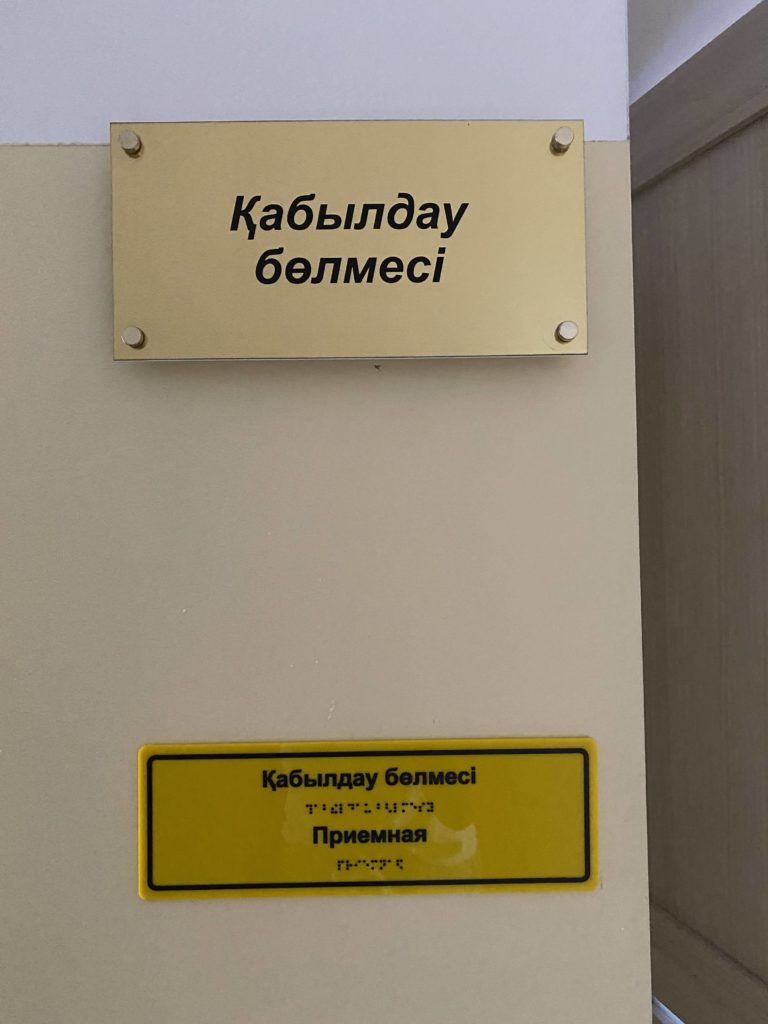 Қабылдау
бөлмесі
Қабылдау бөлмесі
Приемная